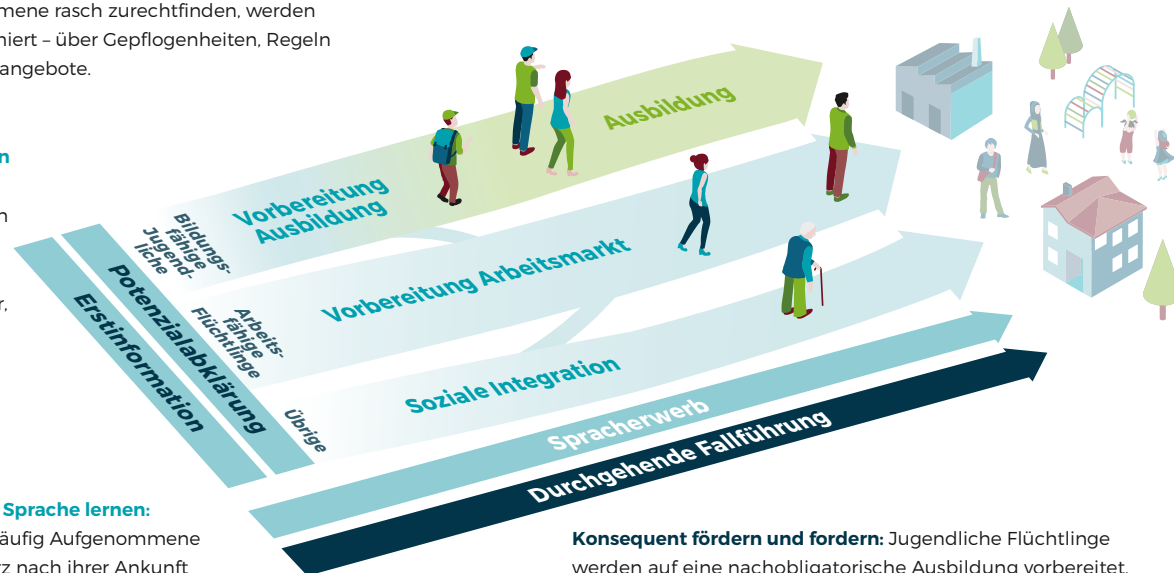 mene rasch zurechtfinden, werden
niert – über Gepflogenheiten, Regeln
angebote.
n
n
r,
Ausbildung
Vorbereitung
Ausbildung
Bildungs-
fähige
Jugend-
liche
Vorbereitung Arbeitsmarkt
Arbeits-
fähige
Flüchtlinge
Potenzialabklärung
Erstinformation
Soziale Integration
Übrige
Spracherwerb
Durchgehende Fallführung
Sprache lernen:
äufig Aufgenommene
rz nach ihrer Ankunft
Konsequent fördern und fordern: Jugendliche Flüchtlinge
werden auf eine nachobligatorische Ausbildung vorbereitet,